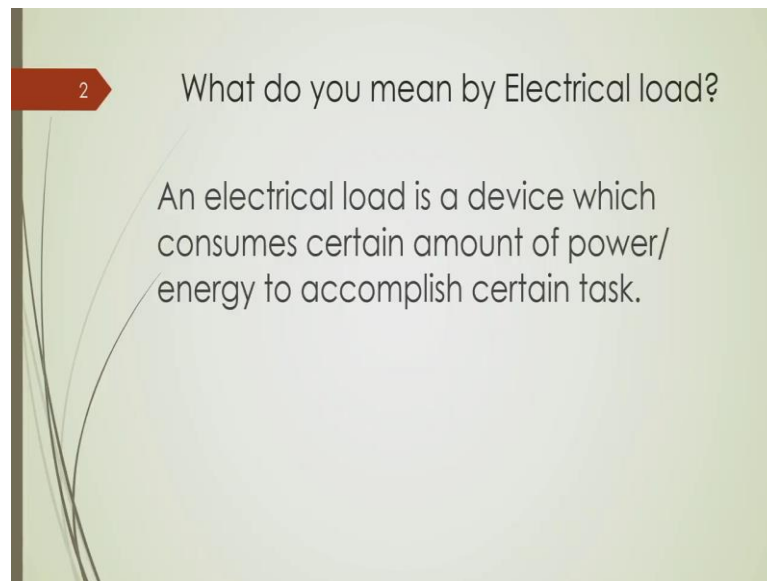 2
What do you mean by Electrical load?
An electrical load is a device which
consumes certain amount of power/
energy to accomplish certain task.